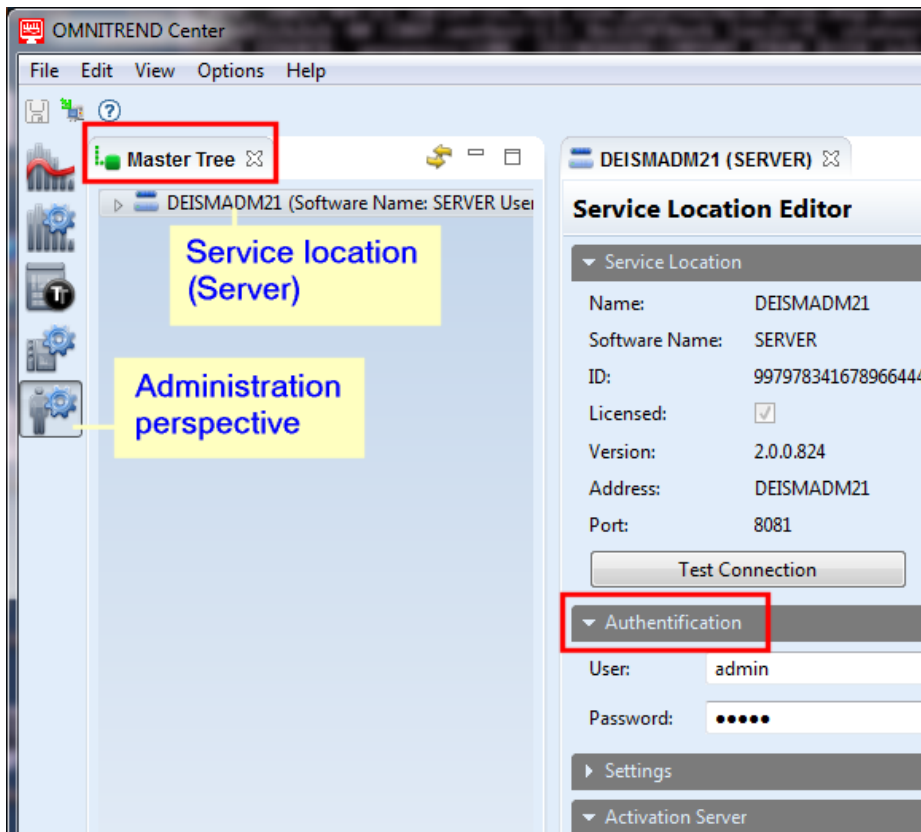 OMNITREND Center
File Edit View Options Help
Master Tree
DEISMADM21 (SERVER)
DEISMADM21 (Software Name: SERVER User
Service Location Editor
Service location
(Server)
Service Location
Name: DEISMADM21
Software Name: SERVER
ID: 997978341678966444
Administration
perspective
Licensed:
Version: 2.0.0.824
Address: DEISMADM21
Port: 8081
Test Connection
Authentification
User: admin
Password: •••••
Settings
Activation Server